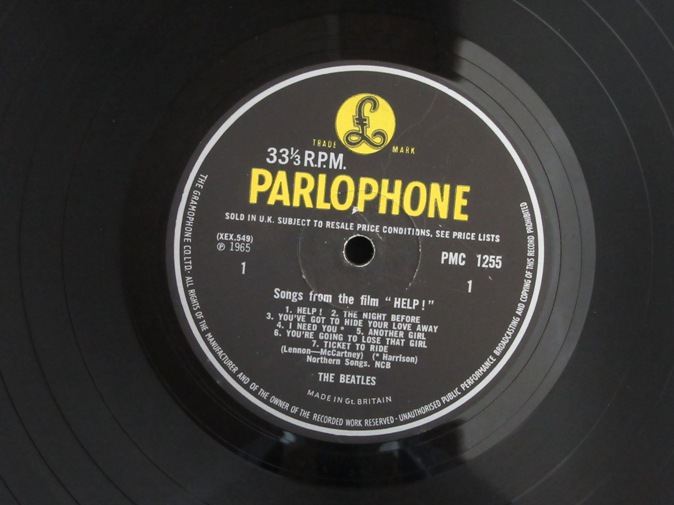 TRADE MARK
33⅓ R.P.M.
PARLOPHONE
SOLD IN U.K. SUBJECT TO RESALE PRICE CONDITIONS, SEE PRICE LISTS
(XEX.549)
℗ 1965
1
PMC 1255
1
Songs from the film "HELP!"
1. HELP! 2. THE NIGHT BEFORE
3. YOU'VE GOT TO HIDE YOUR LOVE AWAY
4. I NEED YOU * 5. ANOTHER GIRL
6. YOU'RE GOING TO LOSE THAT GIRL
7. TICKET TO RIDE
(Lennon—McCartney) (* Harrison)
Northern Songs. NCB
THE BEATLES
MADE IN Gt. BRITAIN
THE GRAMOPHONE CO. LTD. ALL RIGHTS OF THE MANUFACTURER AND OF THE OWNER OF THE RECORDED WORK RESERVED · UNAUTHORISED PUBLIC PERFORMANCE BROADCASTING AND COPYING OF THIS RECORD PROHIBITED